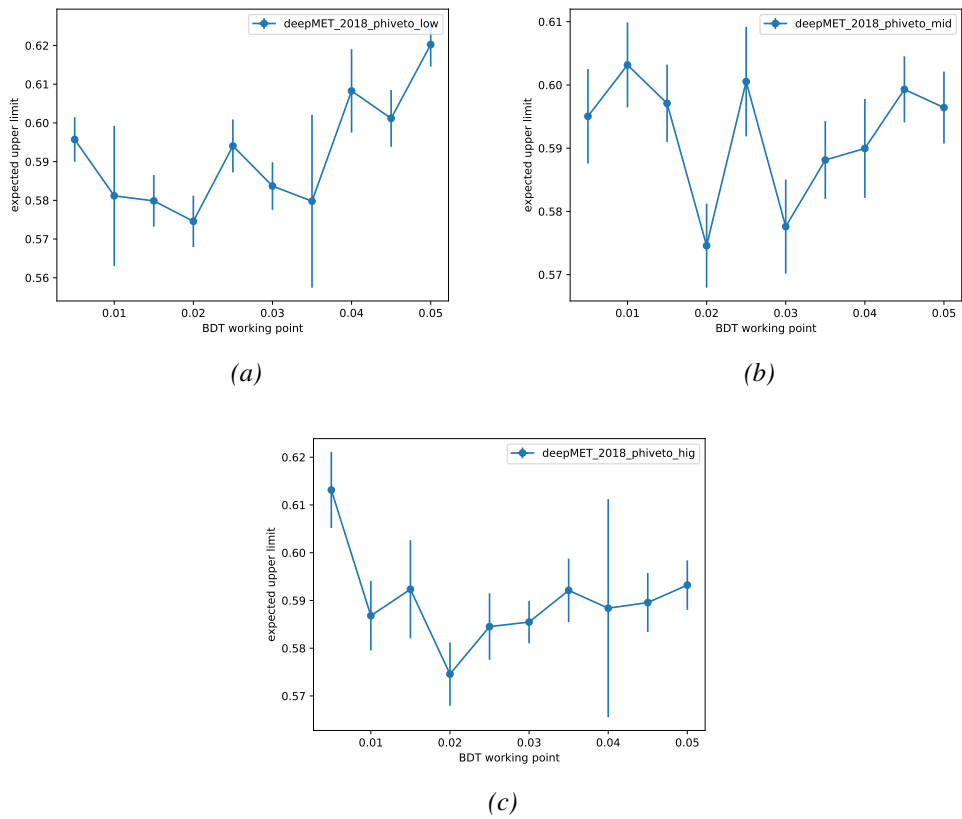 deepMET_2018_phiveto_low
expected upper limit
0.62
0.61
0.60
0.59
0.58
0.57
0.56
0.01
0.02
0.03
0.04
0.05
BDT working point
(a)
deepMET_2018_phiveto_mid
expected upper limit
0.61
0.60
0.59
0.58
0.57
0.01
0.02
0.03
0.04
0.05
BDT working point
(b)
deepMET_2018_phiveto_hig
expected upper limit
0.62
0.61
0.60
0.59
0.58
0.57
0.01
0.02
0.03
0.04
0.05
BDT working point
(c)